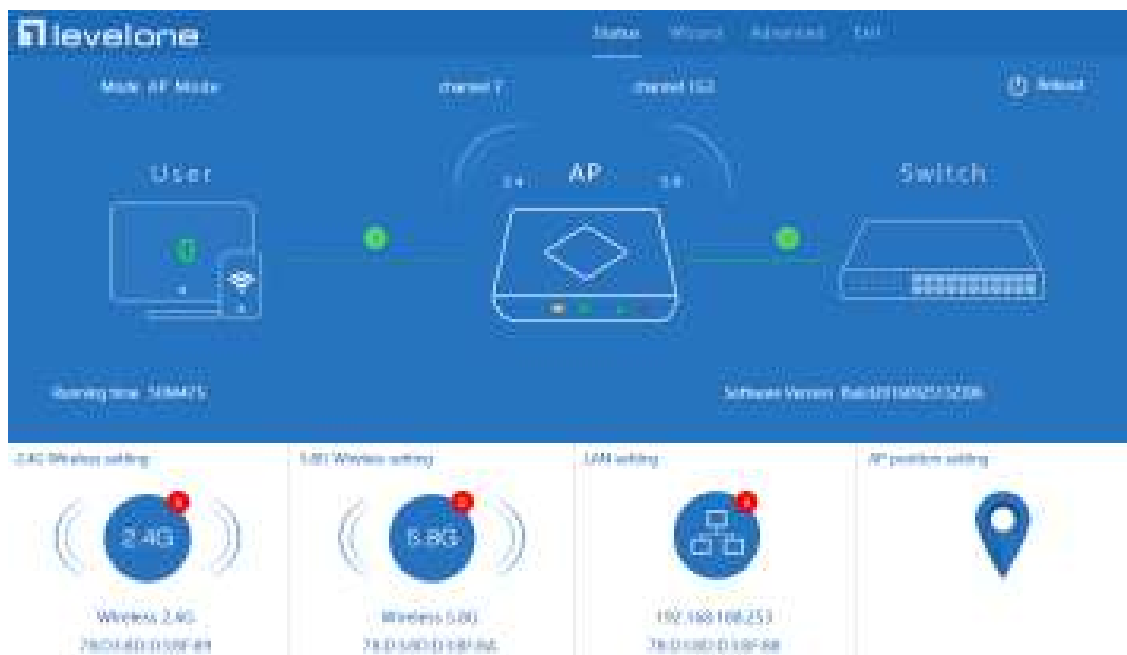 levelone
Status Wizard Advanced Exit
Mode: AP Mode
channel 7
channel 153
Reboot
User
AP
Switch
2.4
5.8
Running time:
Software Version:
2.4G Wireless setting
5.8G Wireless setting
LAN setting
AP position setting
2.4G
5.8G
Wireless 2.4G
Wireless 5.8G
192.168.188.253